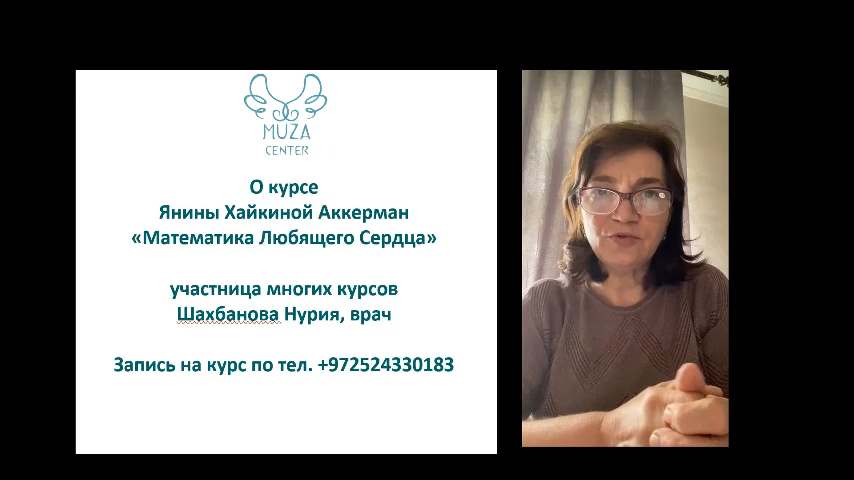 MUZA
CENTER
О курсе
Янины Хайкиной Аккерман
«Математика Любящего Сердца»
участница многих курсов
Шахбанова Нурия, врач
Запись на курс по тел. +972524330183